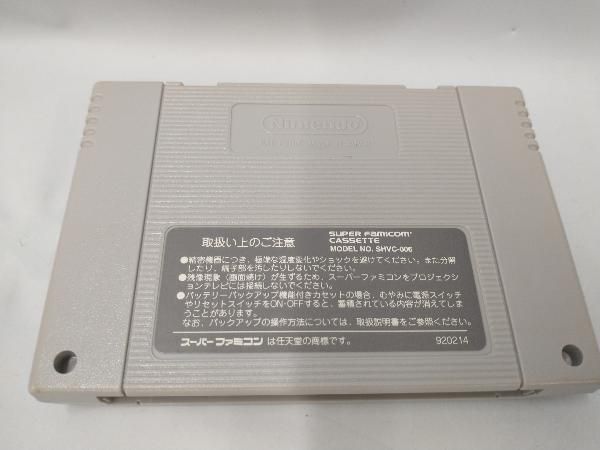 Nintendo
取扱い上のご注意
SUPER FAMICOM
CASSETTE
MODEL NO. SHVC-006
●精密機器につき、極端な温度変化やショックを避けてください。また分解
したり、端子部を汚したりしないでください。
●残像現象(画面焼け)が生ずるため、スーパーファミコンをプロジェクシ
ョンテレビには接続しないでください。
●バッテリーバックアップ機能付きカセットの場合、むやみに電源スイッチ
やリセットスイッチをON-OFFすると、蓄積されている内容が消えてしま
うことがあります。
なお、バックアップの操作方法については、取扱説明書をご参照ください。
スーパーファミコンは任天堂の商標です。
920214